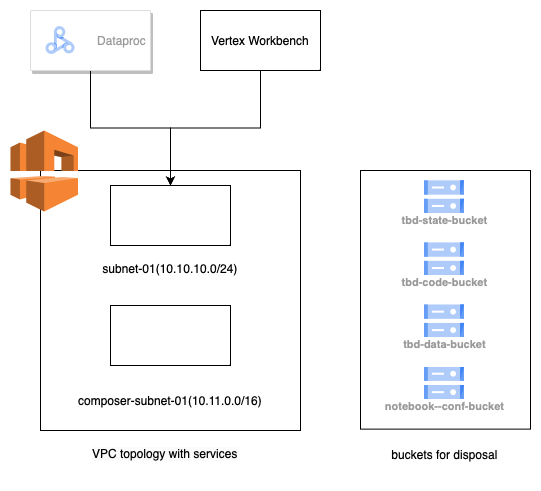 Dataproc
Vertex Workbench
subnet-01(10.10.10.0/24)
composer-subnet-01(10.11.0.0/16)
VPC topology with services
tbd-state-bucket
tbd-code-bucket
tbd-data-bucket
notebook--conf-bucket
buckets for disposal